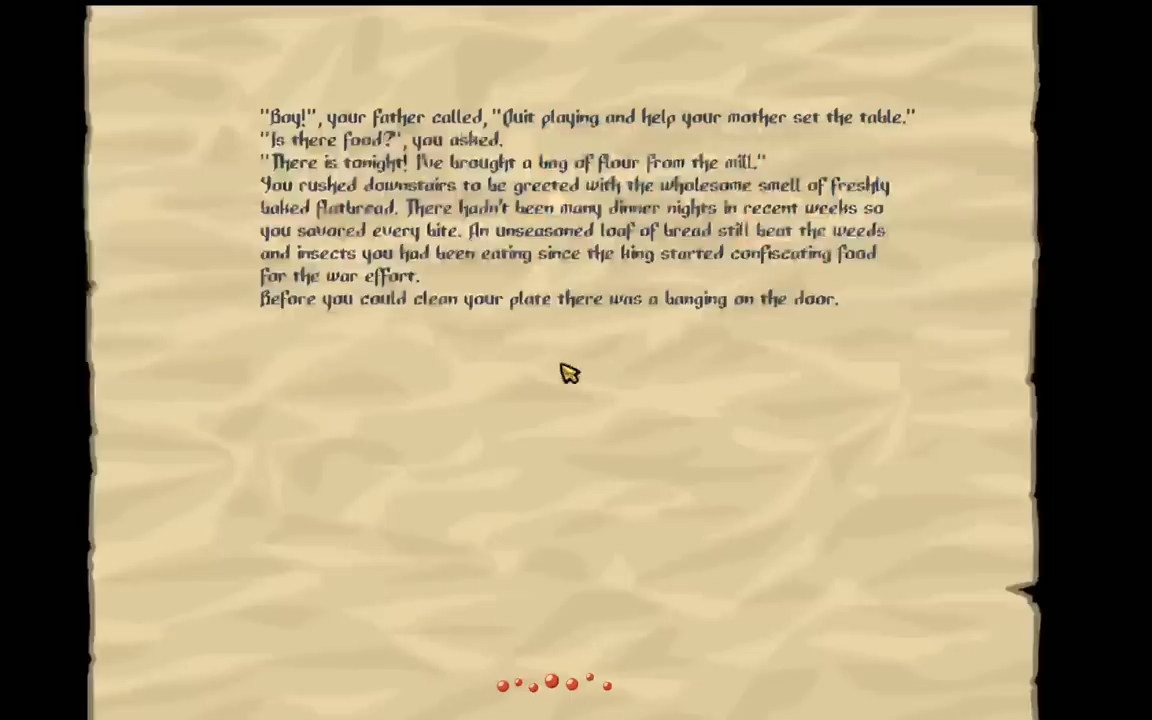 "Boy!", your father called, "Quit playing and help your mother set the table."
"Is there food?", you asked.
"There is tonight! I've brought a bag of flour from the mill."
You rushed downstairs to be greeted with the wholesome smell of freshly
baked flatbread. There hadn't been many dinner nights in recent weeks so
you savored every bite. An unseasoned loaf of bread still beat the weeds
and insects you had been eating since the king started confiscating food
for the war effort.
Before you could clean your plate there was a banging on the door.